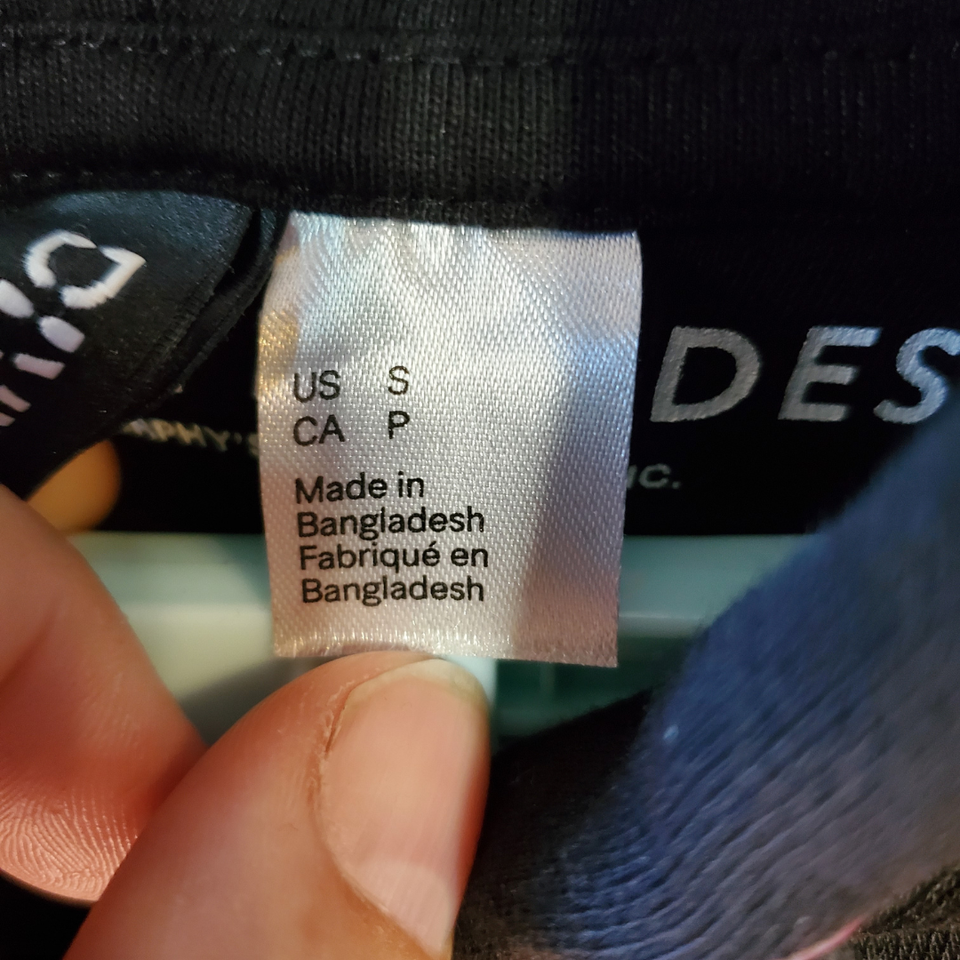 US S
CA P
Made in
Bangladesh
Fabriqué en
Bangladesh
DES